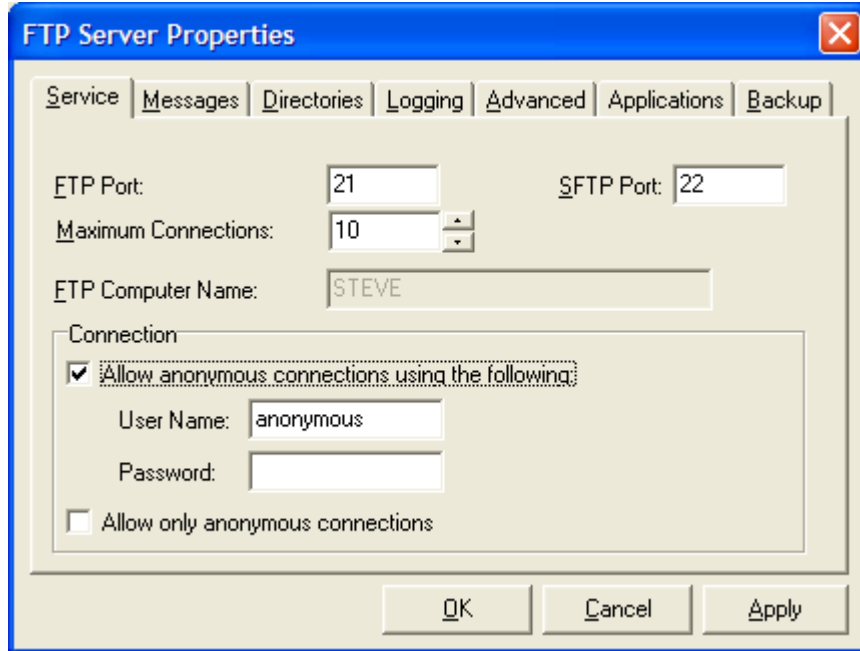 FTP Server Properties
Service Messages Directories Logging Advanced Applications Backup
FTP Port: 21 SFTP Port: 22
Maximum Connections: 10
FTP Computer Name: STEVE
Connection
Allow anonymous connections using the following:
User Name: anonymous
Password:
Allow only anonymous connections
OK Cancel Apply